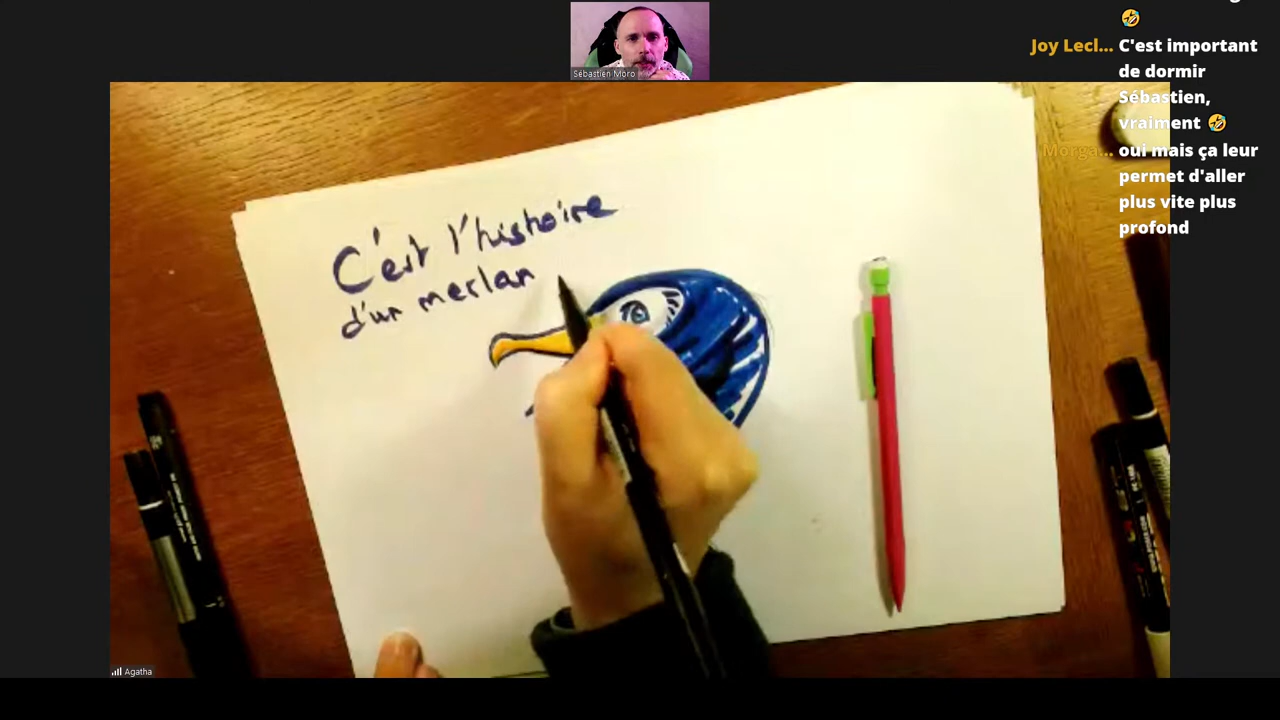 Sébastien Moro
🤣
Joy Lecl... C'est important
de dormir
Sébastien,
vraiment 🤣
Morga... oui mais ça leur
permet d'aller
plus vite plus
profond
C'est l'histoire
d'un merlan
Agatha